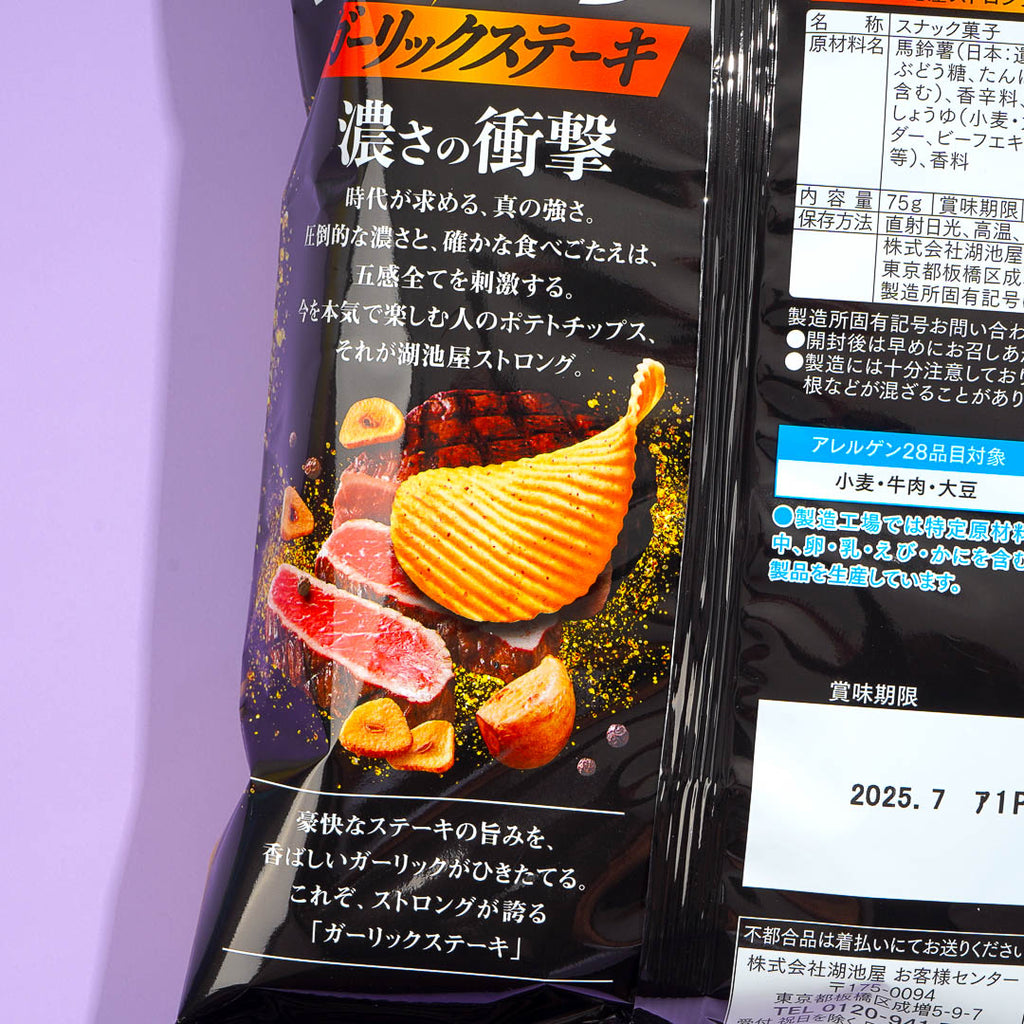 ガーリックステーキ
濃さの衝撃
時代が求める、真の強さ。
圧倒的な濃さと、確かな食べごたえは、
五感全てを刺激する。
今を本気で楽しむ人のポテトチップス、
それが湖池屋ストロング。
豪快なステーキの旨みを、
香ばしいガーリックがひきたてる。
これぞ、ストロングが誇る
「ガーリックステーキ」
名 称 スナック菓子
原材料名 馬鈴薯(日本:
ぶどう糖、たん
含む)、香辛料、
しょうゆ(小麦・
ダー、ビーフエキ
等)、香料
内容量 75g 賞味期限
保存方法 直射日光、高温、
株式会社湖池屋
東京都板橋区成
製造所固有記号
製造所固有記号お問い合わ
●開封後は早めにお召しあ
●製造には十分注意しており
根などが混ざることがあり
アレルゲン28品目対象
小麦・牛肉・大豆
●製造工場では特定原材料
中、卵・乳・えび・かにを含む
製品を生産しています。
賞味期限
2025. 7 ア1P
不都合品は着払いにてお送りください
株式会社湖池屋 お客様センター
〒175-0094
東京都板橋区成増5-9-7
TEL 0120-94
受付 祝日を除く